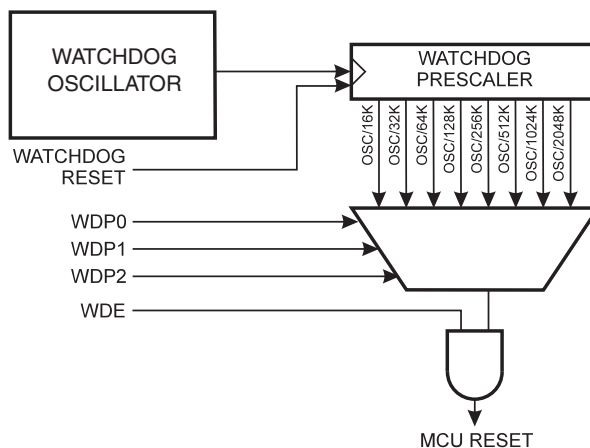 WATCHDOG
OSCILLATOR
WATCHDOG
PRESCALER
WATCHDOG
RESET
OSC/16K
OSC/32K
OSC/64K
OSC/128K
OSC/256K
OSC/512K
OSC/1024K
OSC/2048K
WDP0
WDP1
WDP2
WDE
MCU RESET